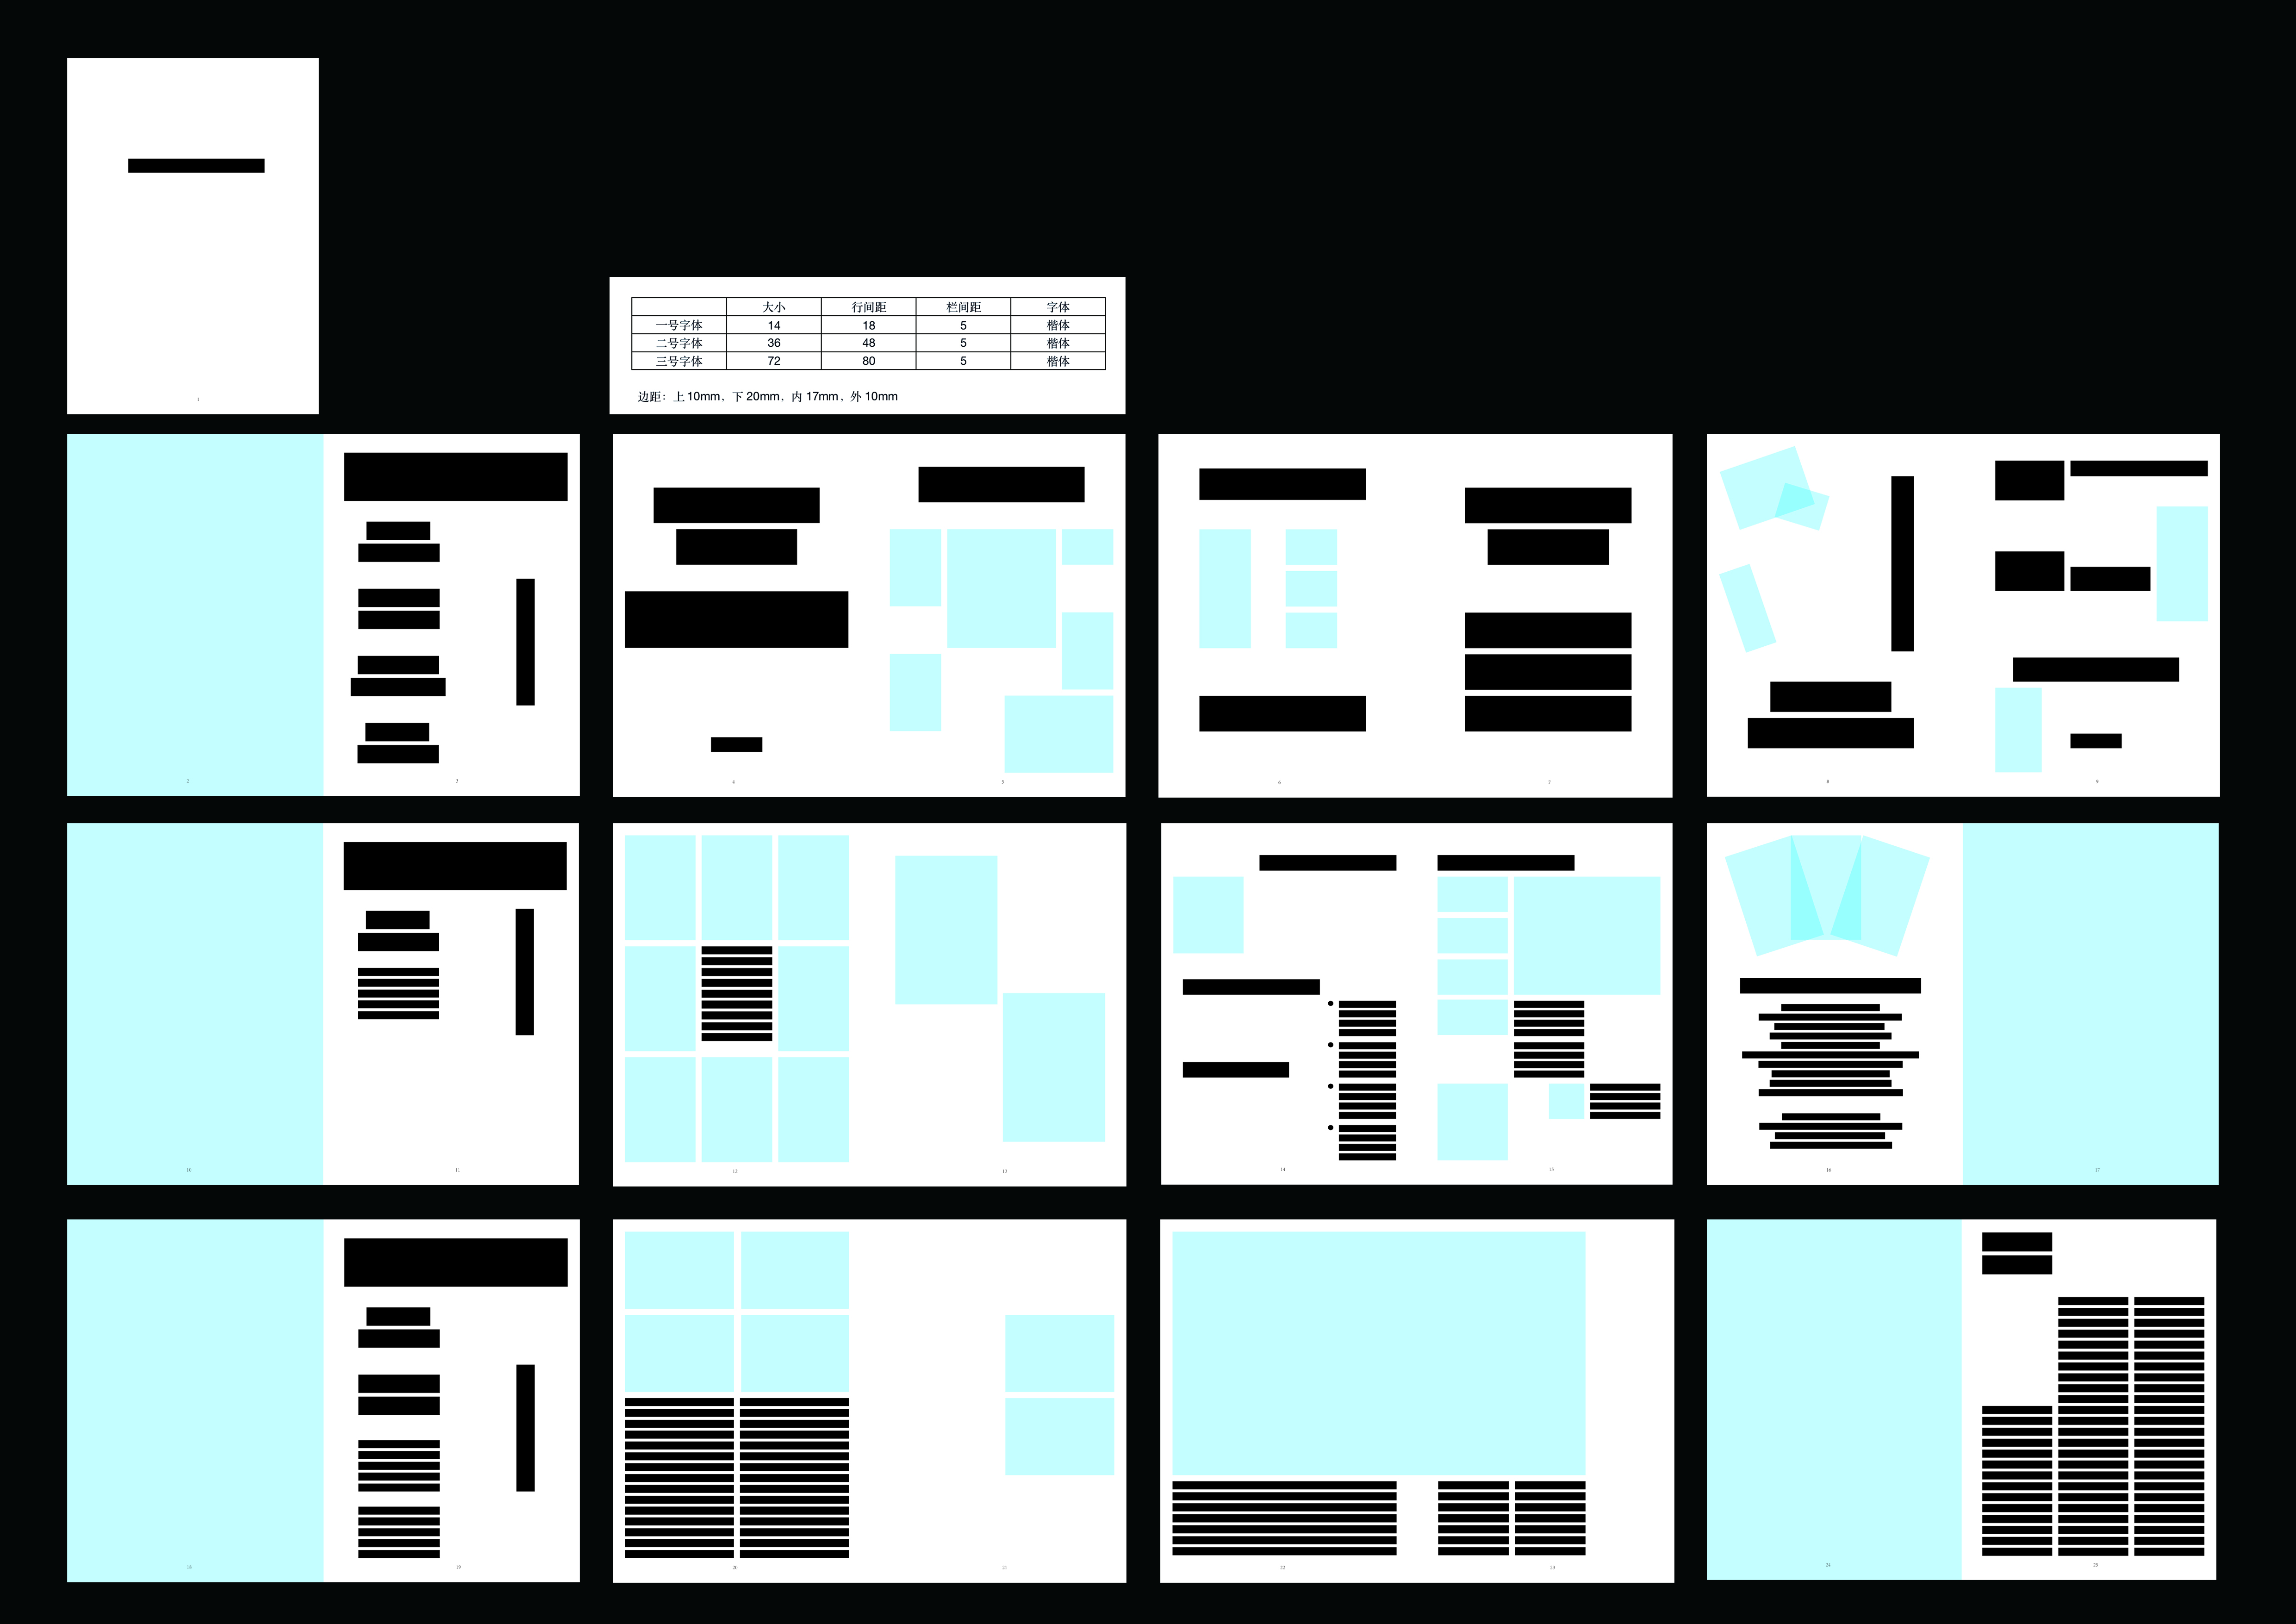 1
大小 行间距 栏间距 字体
一号字体 14 18 5 楷体
二号字体 36 48 5 楷体
三号字体 72 80 5 楷体
边距：上 10mm，下 20mm，内 17mm，外 10mm
2 3 4 5 6 7 8 9
10 11 12 13 14 15 16 17
18 19 20 21 22 23 24 25